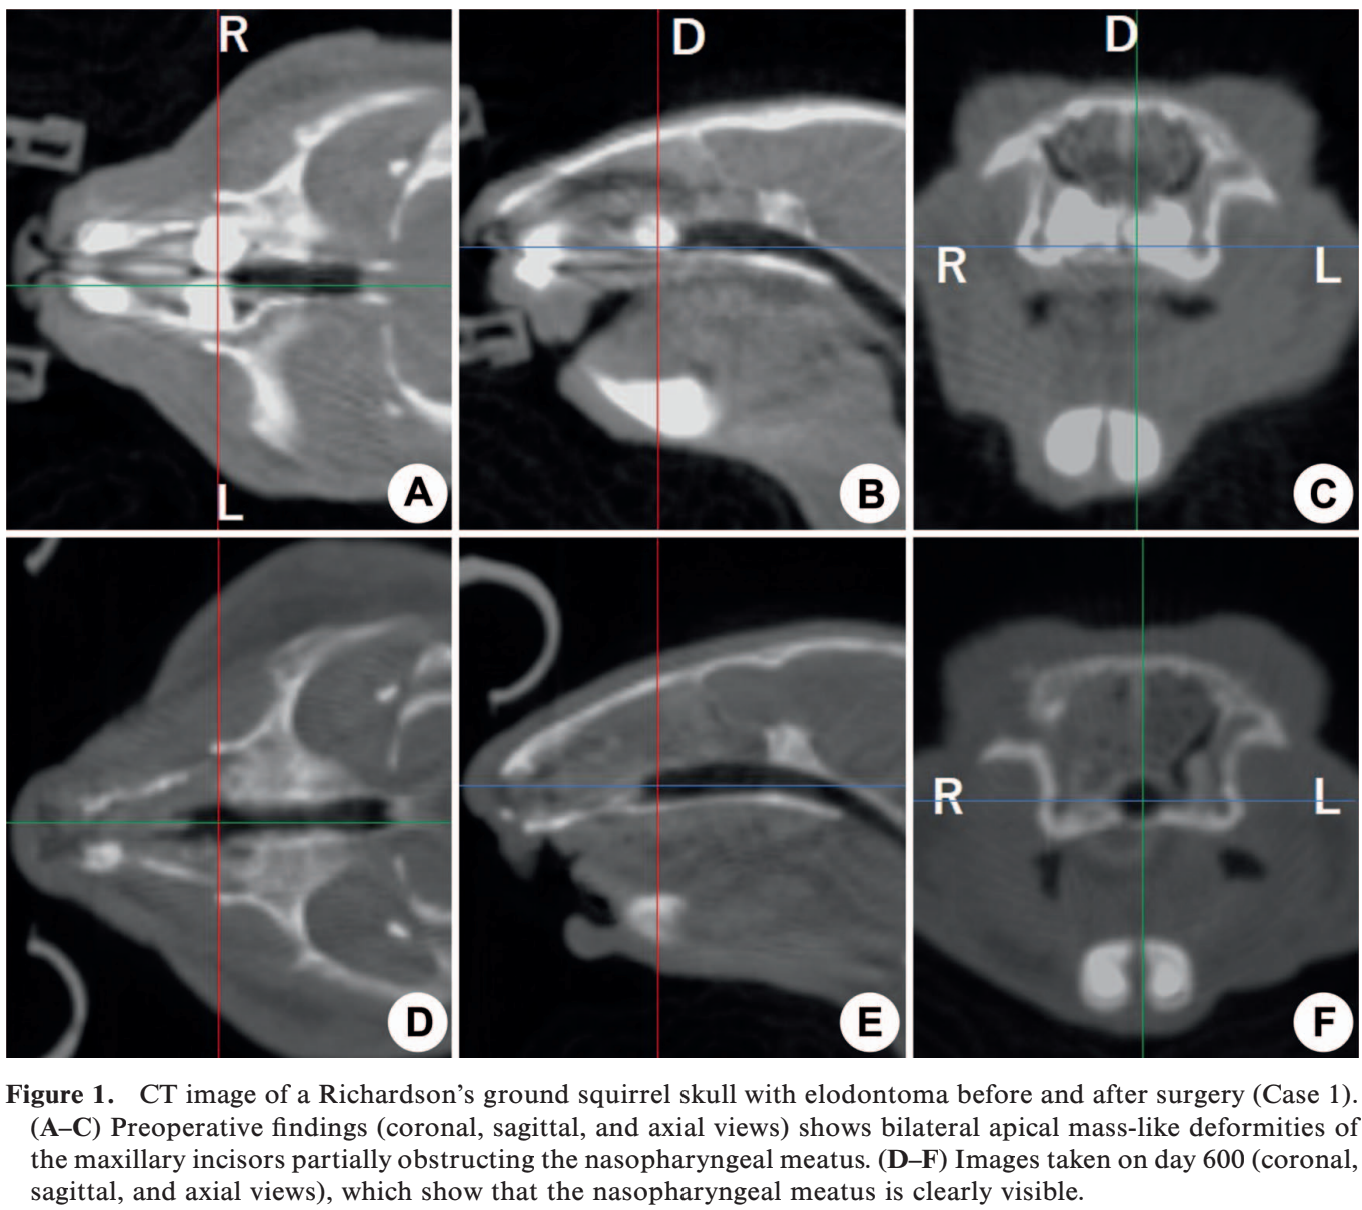 R
D
D
R
L
L
A
B
C
R
L
D
E
F
Figure 1. CT image of a Richardson's ground squirrel skull with elodontoma before and after surgery (Case 1).
(A–C) Preoperative findings (coronal, sagittal, and axial views) shows bilateral apical mass-like deformities of
the maxillary incisors partially obstructing the nasopharyngeal meatus. (D–F) Images taken on day 600 (coronal,
sagittal, and axial views), which show that the nasopharyngeal meatus is clearly visible.